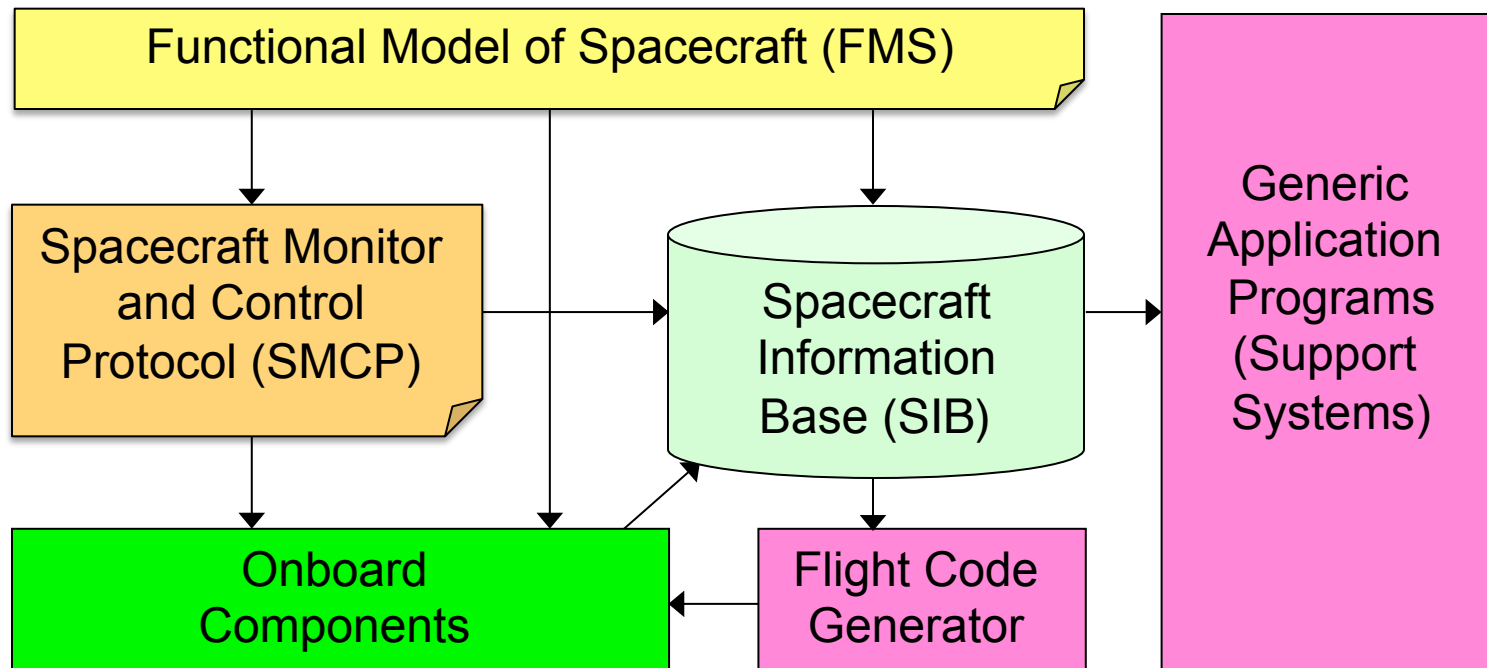 Functional Model of Spacecraft (FMS)
Spacecraft Monitor
and Control
Protocol (SMCP)
Spacecraft
Information
Base (SIB)
Generic
Application
Programs
(Support
Systems)
Onboard
Components
Flight Code
Generator